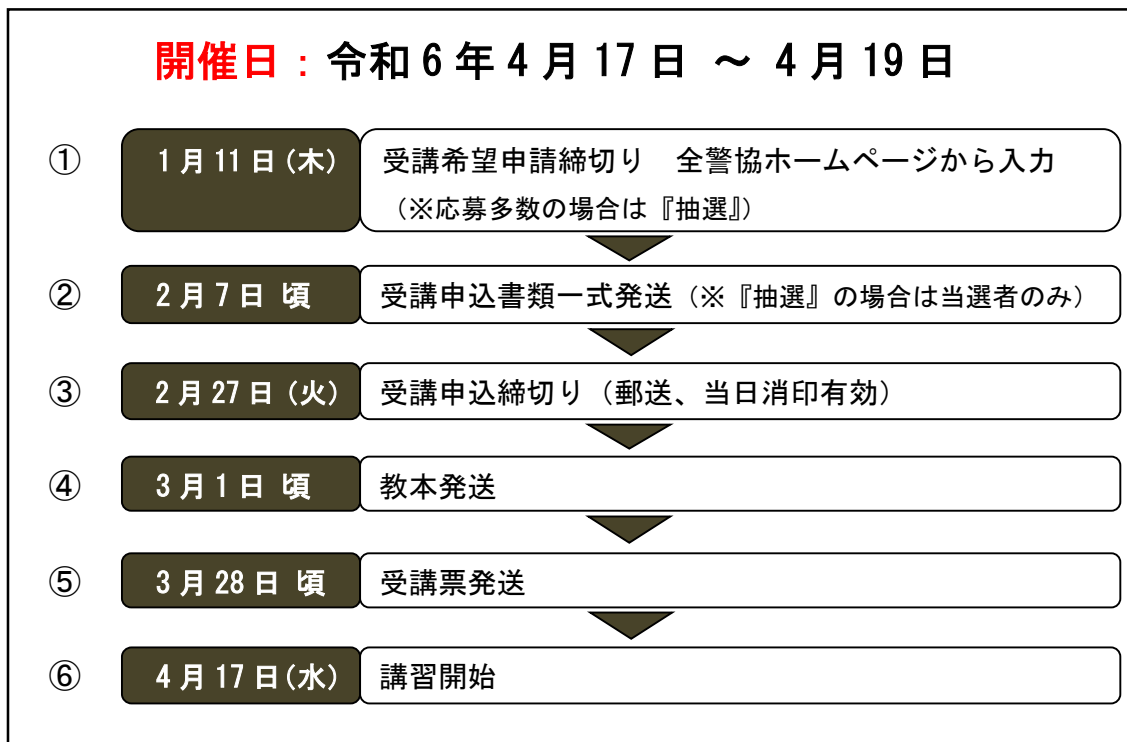 開催日：令和6年4月17日 ～ 4月19日
① 1月11日(木) 受講希望申請締切り　全警協ホームページから入力
（※応募多数の場合は『抽選』）
② 2月7日 頃 受講申込書類一式発送（※『抽選』の場合は当選者のみ）
③ 2月27日（火） 受講申込締切り（郵送、当日消印有効）
④ 3月1日 頃 教本発送
⑤ 3月28日 頃 受講票発送
⑥ 4月17日(水) 講習開始